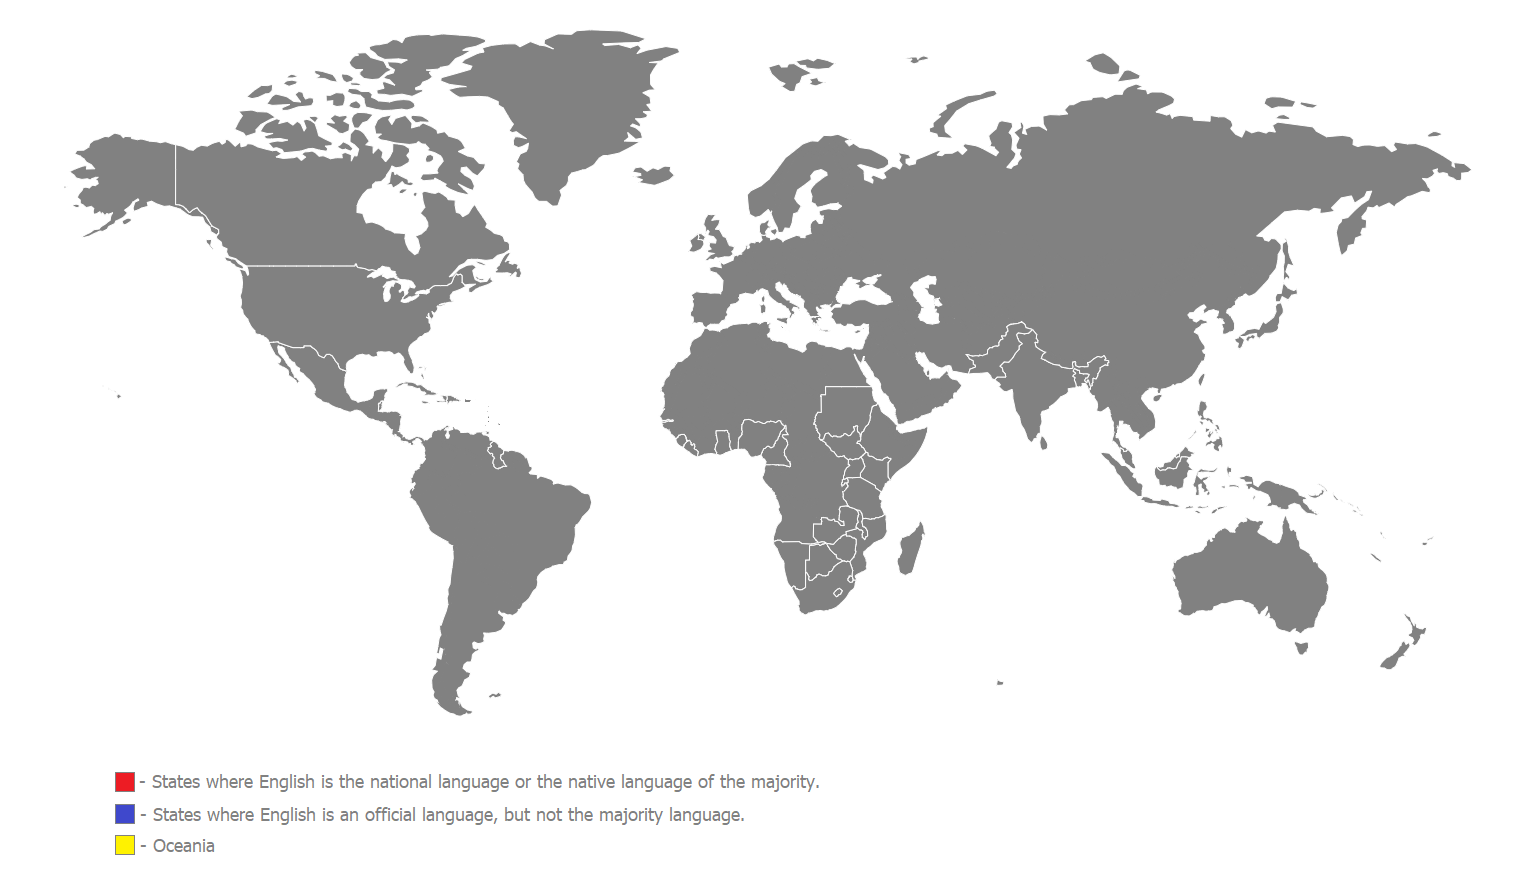 - States where English is the national language or the native language of the majority.
- States where English is an official language, but not the majority language.
- Oceania